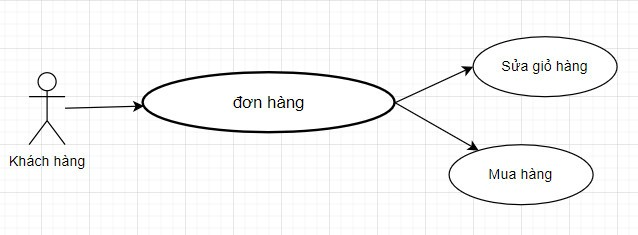 Sửa giỏ hàng
đơn hàng
Khách hàng
Mua hàng